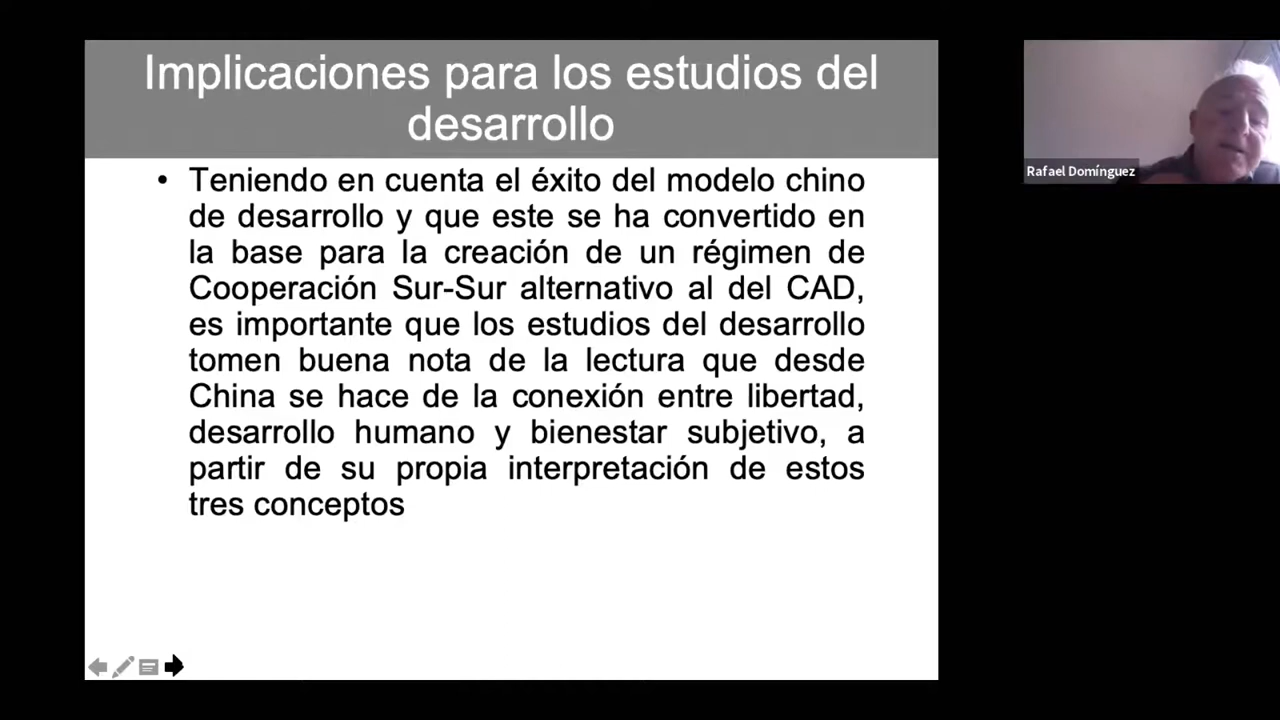 Implicaciones para los estudios del
desarrollo
• Teniendo en cuenta el éxito del modelo chino
de desarrollo y que este se ha convertido en
la base para la creación de un régimen de
Cooperación Sur-Sur alternativo al del CAD,
es importante que los estudios del desarrollo
tomen buena nota de la lectura que desde
China se hace de la conexión entre libertad,
desarrollo humano y bienestar subjetivo, a
partir de su propia interpretación de estos
tres conceptos
Rafael Domínguez